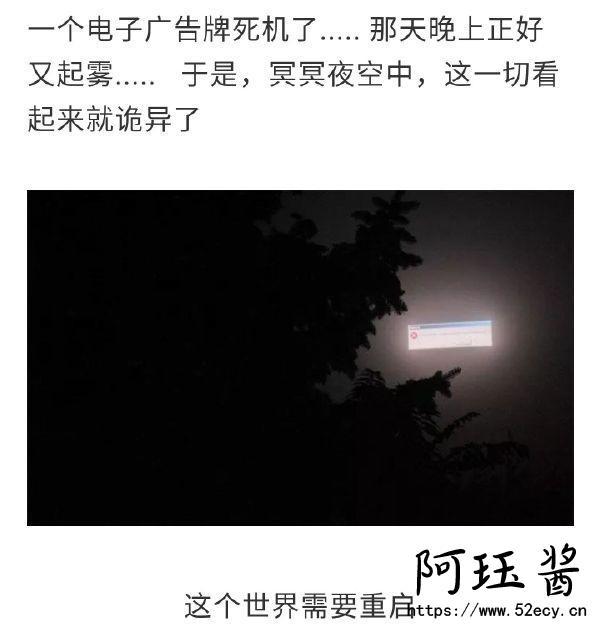 一个电子广告牌死机了..... 那天晚上正好
又起雾..... 于是，冥冥夜空中，这一切看
起来就诡异了
这个世界需要重启
阿珏酱
https://www.52ecy.cn